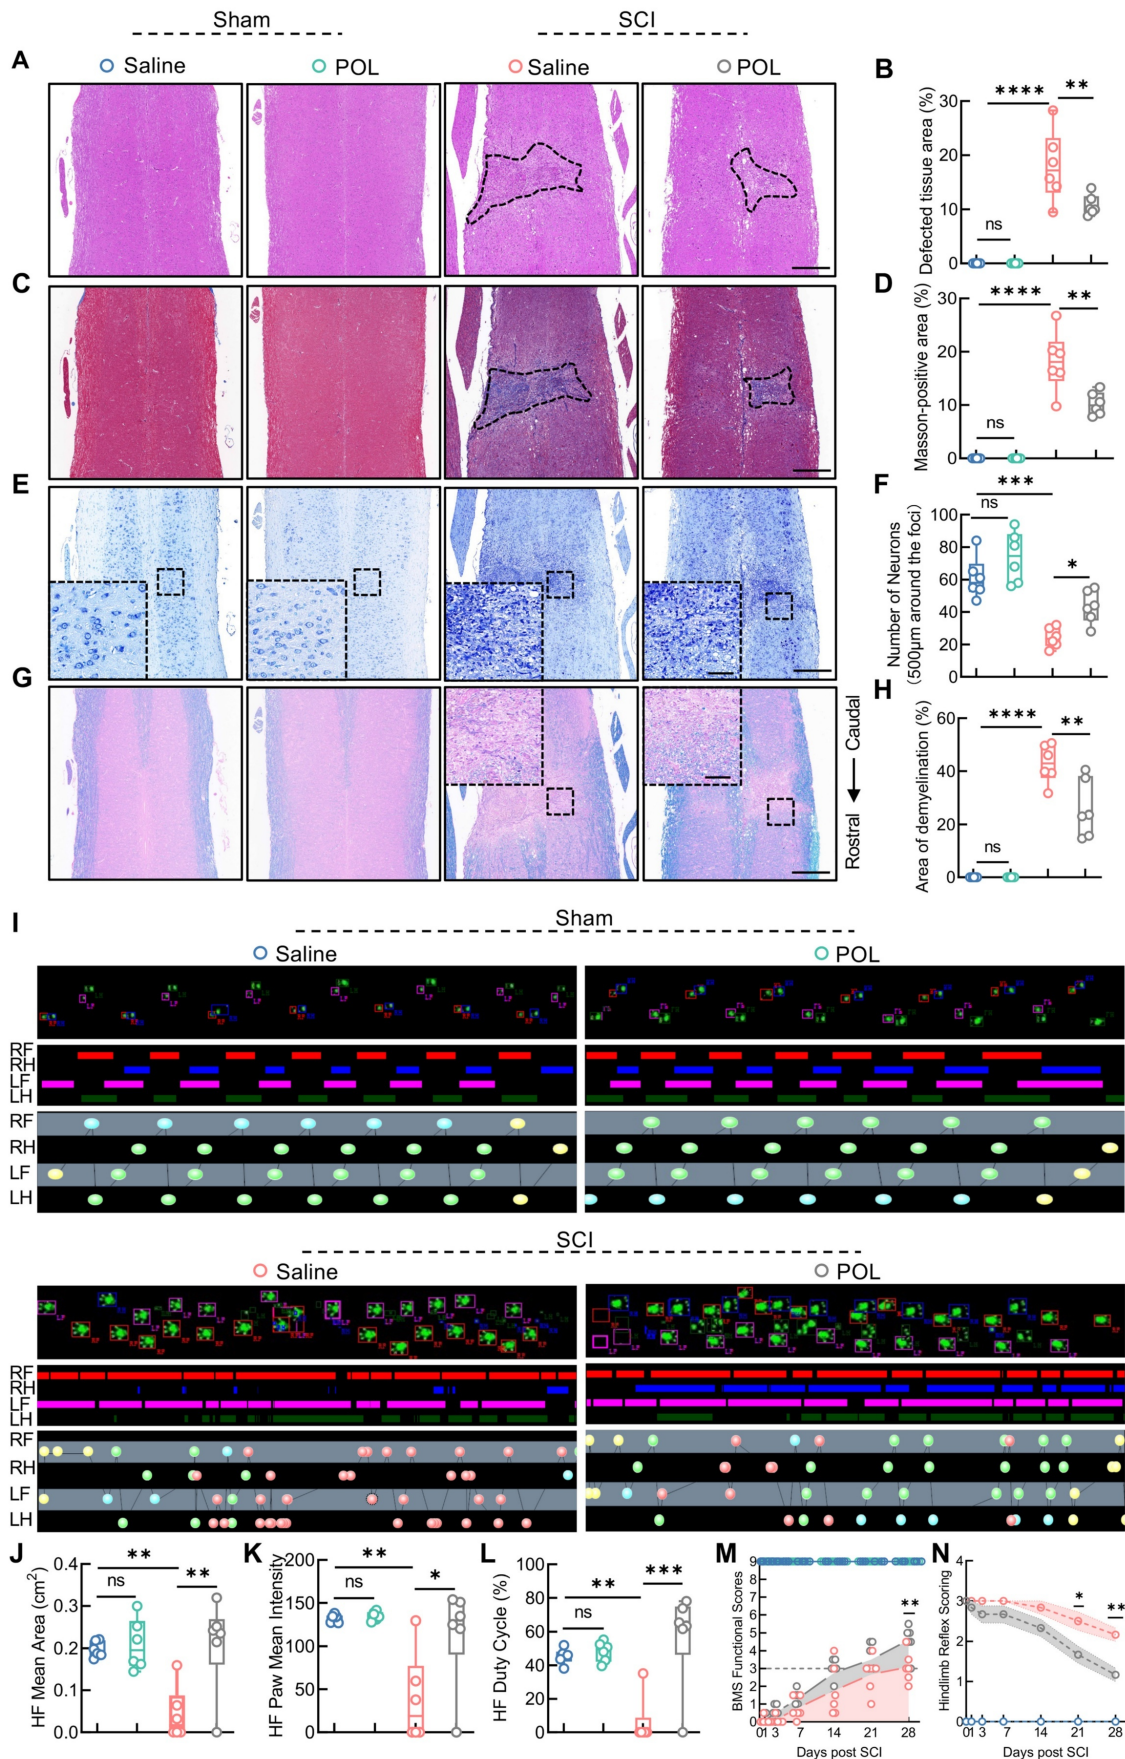 Sham
SCI
A
Saline
POL
Saline
POL
B
Defected tissue area (%)
30
20
10
0
****
**
ns
C
D
Masson-positive area (%)
30
20
10
0
****
**
ns
E
F
Number of Neurons
(500μm around the foci)
100
80
60
40
20
0
***
ns
*
G
Caudal
Rostral
H
Area of demyelination (%)
60
40
20
0
****
**
ns
I
Sham
Saline
POL
RF
RH
LF
LH
RF
RH
LF
LH
SCI
Saline
POL
RF
RH
LF
LH
RF
RH
LF
LH
J
HF Mean Area (cm²)
0.4
0.3
0.2
0.1
0.0
**
ns
**
K
HF Paw Mean Intensity
200
150
100
50
0
**
ns
*
L
HF Duty Cycle (%)
100
80
60
40
20
0
**
ns
***
M
BMS Functional Scores
9
8
7
6
5
4
3
2
1
0
**
01 3 7 14 21 28
Days post SCI
N
Hindlimb Reflex Scoring
4
3
2
1
0
*
**
01 3 7 14 21 28
Days post SCI